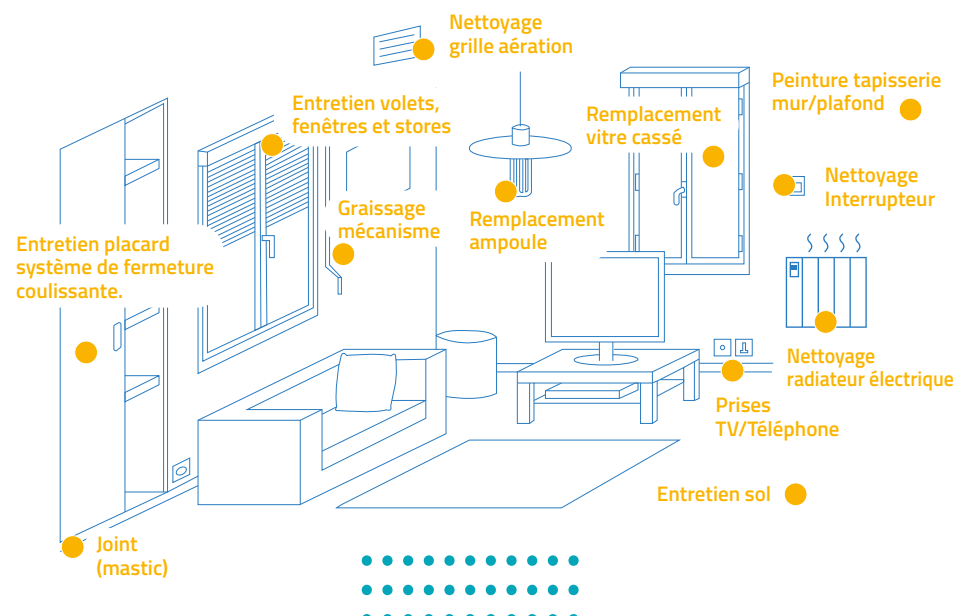 Nettoyage
grille aération
Peinture tapisserie
mur/plafond
Entretien volets,
fenêtres et stores
Remplacement
vitre cassé
Nettoyage
Interrupteur
Graissage
mécanisme
Remplacement
ampoule
Entretien placard
système de fermeture
coulissante.
Nettoyage
radiateur électrique
Prises
TV/Téléphone
Entretien sol
Joint
(mastic)